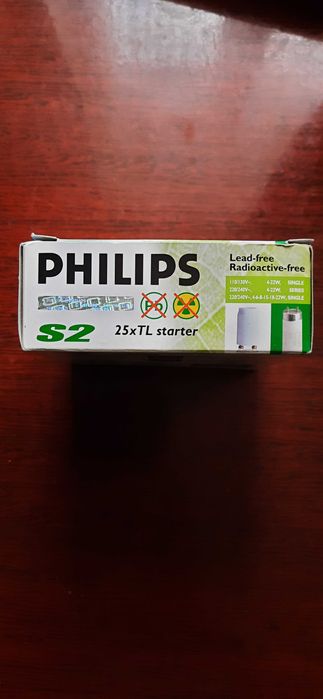 PHILIPS
Lead-free
Radioactive-free
110/130V~, 4-22W, SINGLE
220/240V~, 4-22W, SERIES
220/240V~, 4-6-8-15-18-22W, SINGLE
Pb
S2
25xTL starter